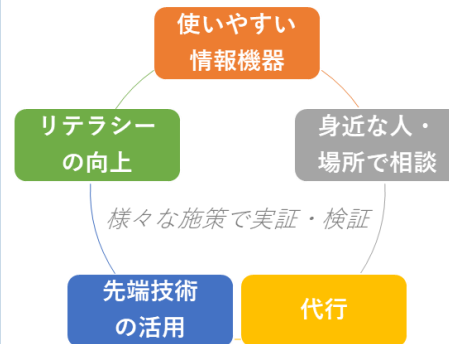 使いやすい
情報機器
リテラシー
の向上
身近な人・
場所で相談
様々な施策で実証・検証
先端技術
の活用
代行